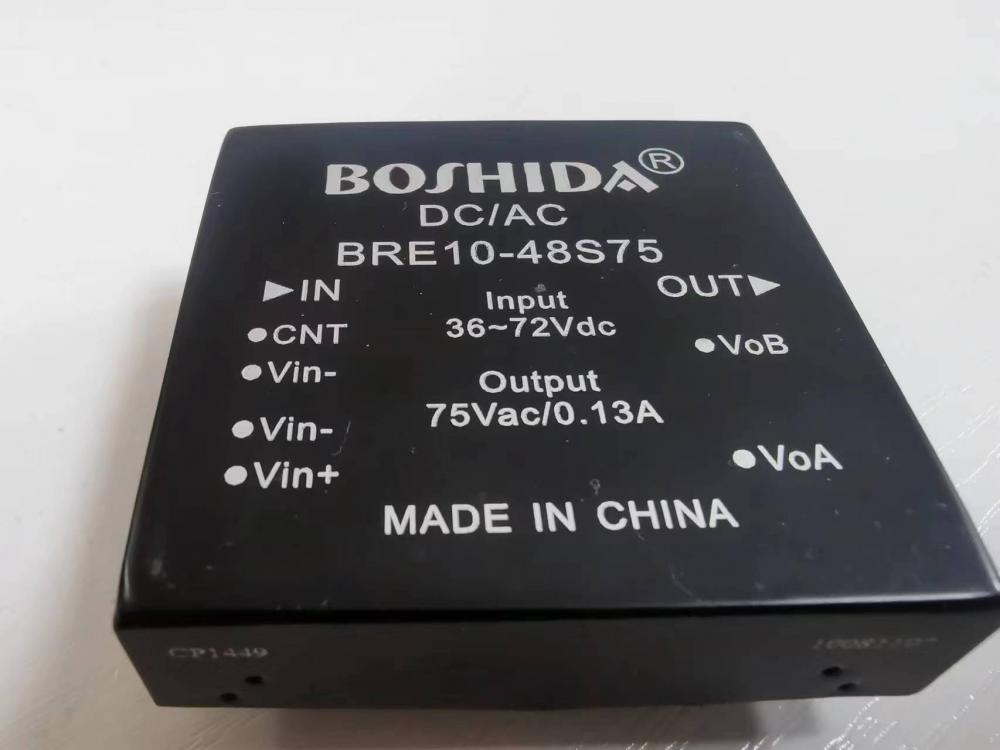 BOSHIDA®
DC/AC
BRE10-48S75
▶IN
OUT▶
Input
36~72Vdc
●CNT
●VoB
●Vin-
Output
75Vac/0.13A
●Vin-
●VoA
●Vin+
MADE IN CHINA
CP1449